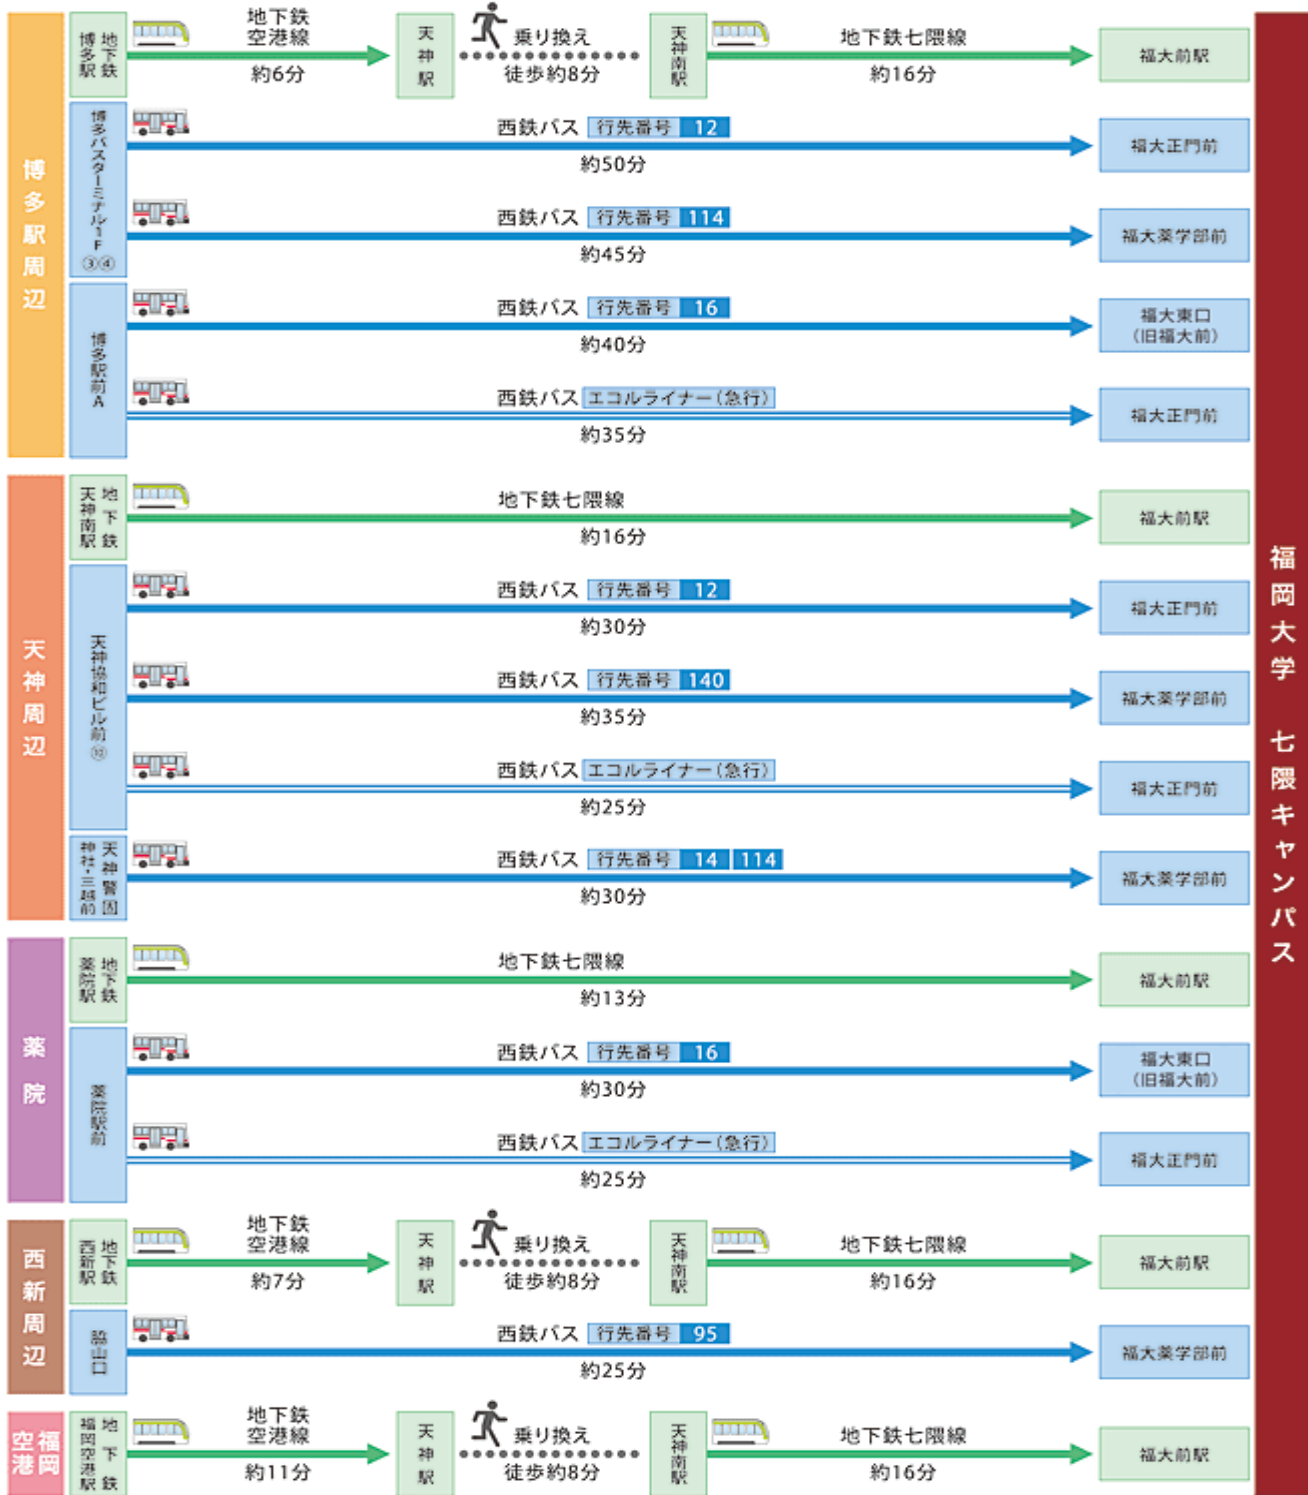 博多駅周辺
地下鉄
博多駅
地下鉄
空港線
約6分
天神駅
乗り換え
徒歩約8分
天神南駅
地下鉄七隈線
約16分
福大前駅
博多バスターミナル1F
③④
西鉄バス 行先番号 12
約50分
福大正門前
西鉄バス 行先番号 114
約45分
福大薬学部前
博多駅前A
西鉄バス 行先番号 16
約40分
福大東口
(旧福大前)
西鉄バス エコルライナー(急行)
約35分
福大正門前
天神周辺
地下鉄
天神南駅
地下鉄七隈線
約16分
福大前駅
天神協和ビル前⑩
西鉄バス 行先番号 12
約30分
福大正門前
西鉄バス 行先番号 140
約35分
福大薬学部前
西鉄バス エコルライナー(急行)
約25分
福大正門前
天神警固
神社・三越前
西鉄バス 行先番号 14 114
約30分
福大薬学部前
薬院
地下鉄
薬院駅
地下鉄七隈線
約13分
福大前駅
薬院駅前
西鉄バス 行先番号 16
約30分
福大東口
(旧福大前)
西鉄バス エコルライナー(急行)
約25分
福大正門前
西新周辺
地下鉄
西新駅
地下鉄
空港線
約7分
天神駅
乗り換え
徒歩約8分
天神南駅
地下鉄七隈線
約16分
福大前駅
脇山口
西鉄バス 行先番号 95
約25分
福大薬学部前
福岡
空港
地下鉄
福岡空港駅
地下鉄
空港線
約11分
天神駅
乗り換え
徒歩約8分
天神南駅
地下鉄七隈線
約16分
福大前駅
福岡大学 七隈キャンパス